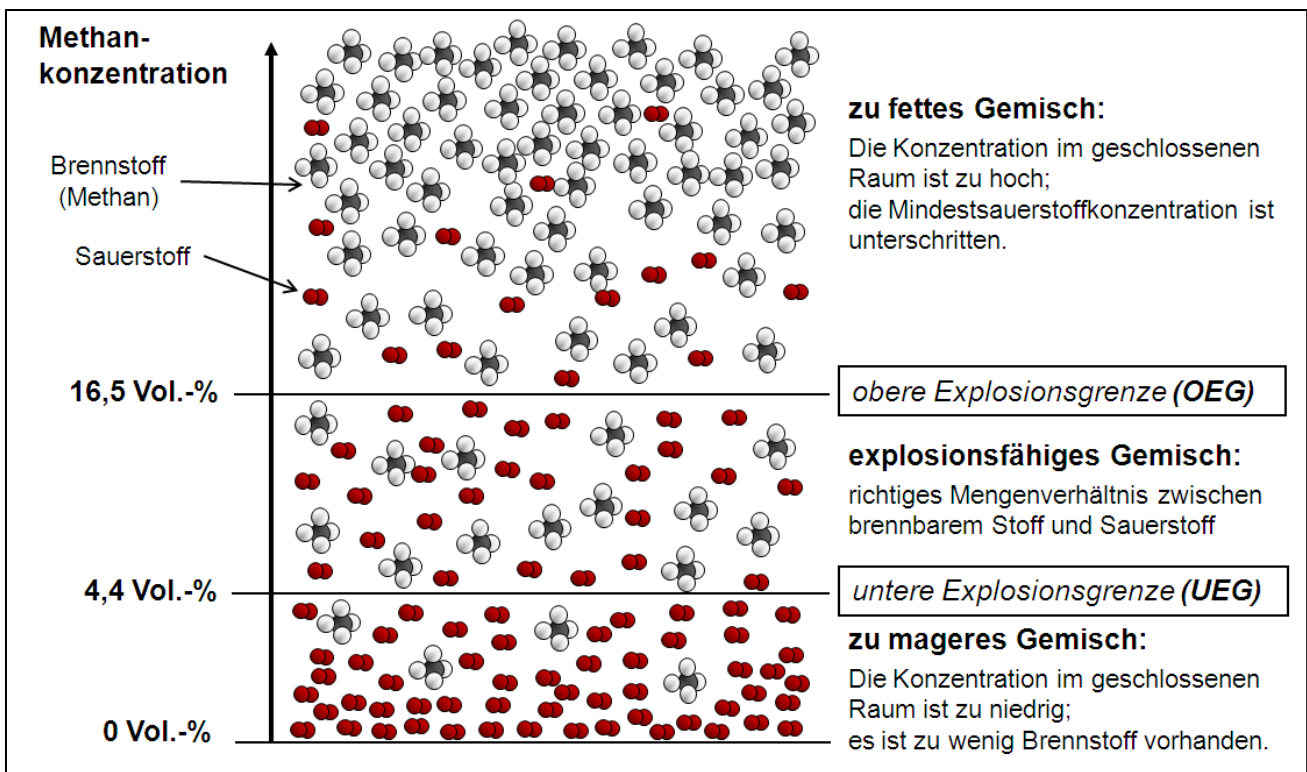 Methan-
konzentration
Brennstoff
(Methan)
Sauerstoff
zu fettes Gemisch:
Die Konzentration im geschlossenen
Raum ist zu hoch;
die Mindestsauerstoffkonzentration ist
unterschritten.
16,5 Vol.-%
obere Explosionsgrenze (OEG)
explosionsfähiges Gemisch:
richtiges Mengenverhältnis zwischen
brennbarem Stoff und Sauerstoff
4,4 Vol.-%
untere Explosionsgrenze (UEG)
zu mageres Gemisch:
Die Konzentration im geschlossenen
Raum ist zu niedrig;
es ist zu wenig Brennstoff vorhanden.
0 Vol.-%